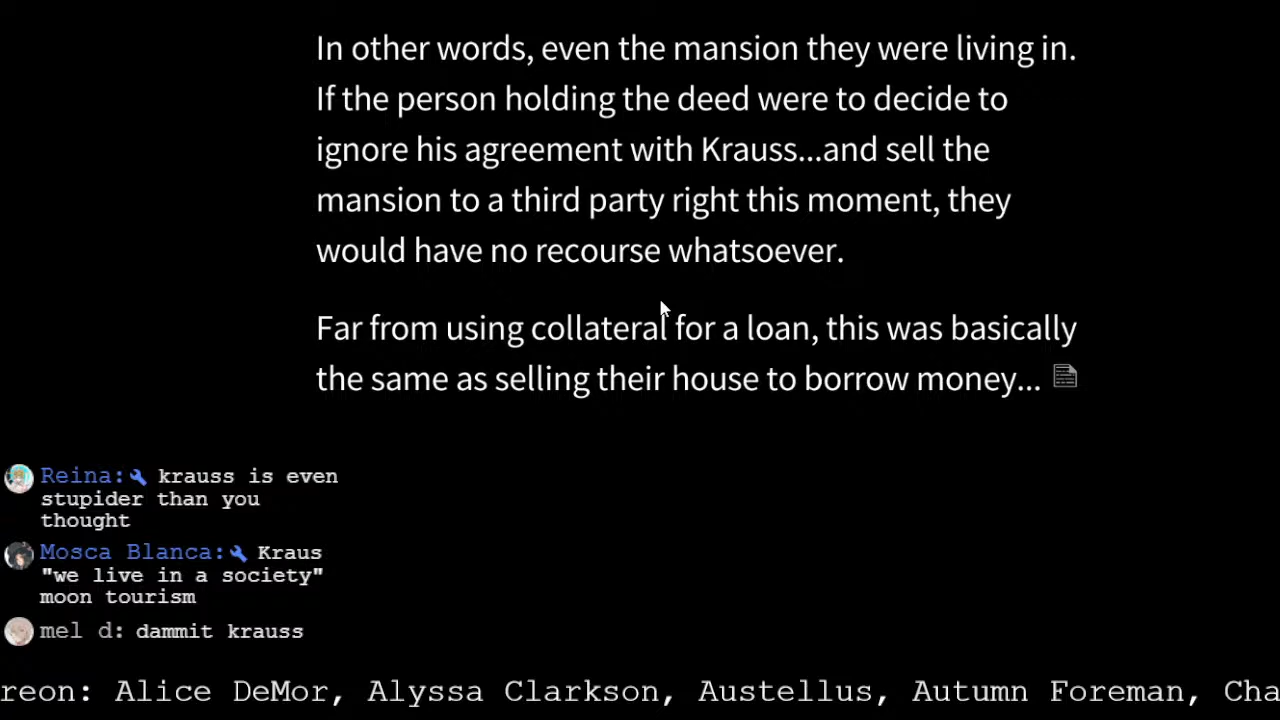 In other words, even the mansion they were living in.
If the person holding the deed were to decide to
ignore his agreement with Krauss...and sell the
mansion to a third party right this moment, they
would have no recourse whatsoever.
Far from using collateral for a loan, this was basically
the same as selling their house to borrow money...
Reina: krauss is even
stupider than you
thought
Mosca Blanca: Kraus
"we live in a society"
moon tourism
mel d: dammit krauss
reon: Alice DeMor, Alyssa Clarkson, Austellus, Autumn Foreman, Cha